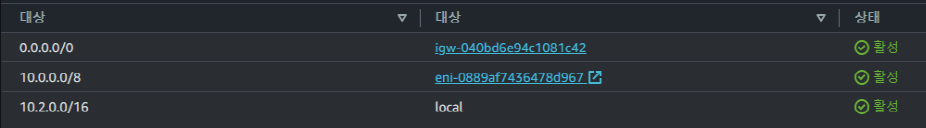 대상 대상 상태
0.0.0.0/0 igw-040bd6e94c1081c42 활성
10.0.0.0/8 eni-0889af7436478d967 활성
10.2.0.0/16 local 활성